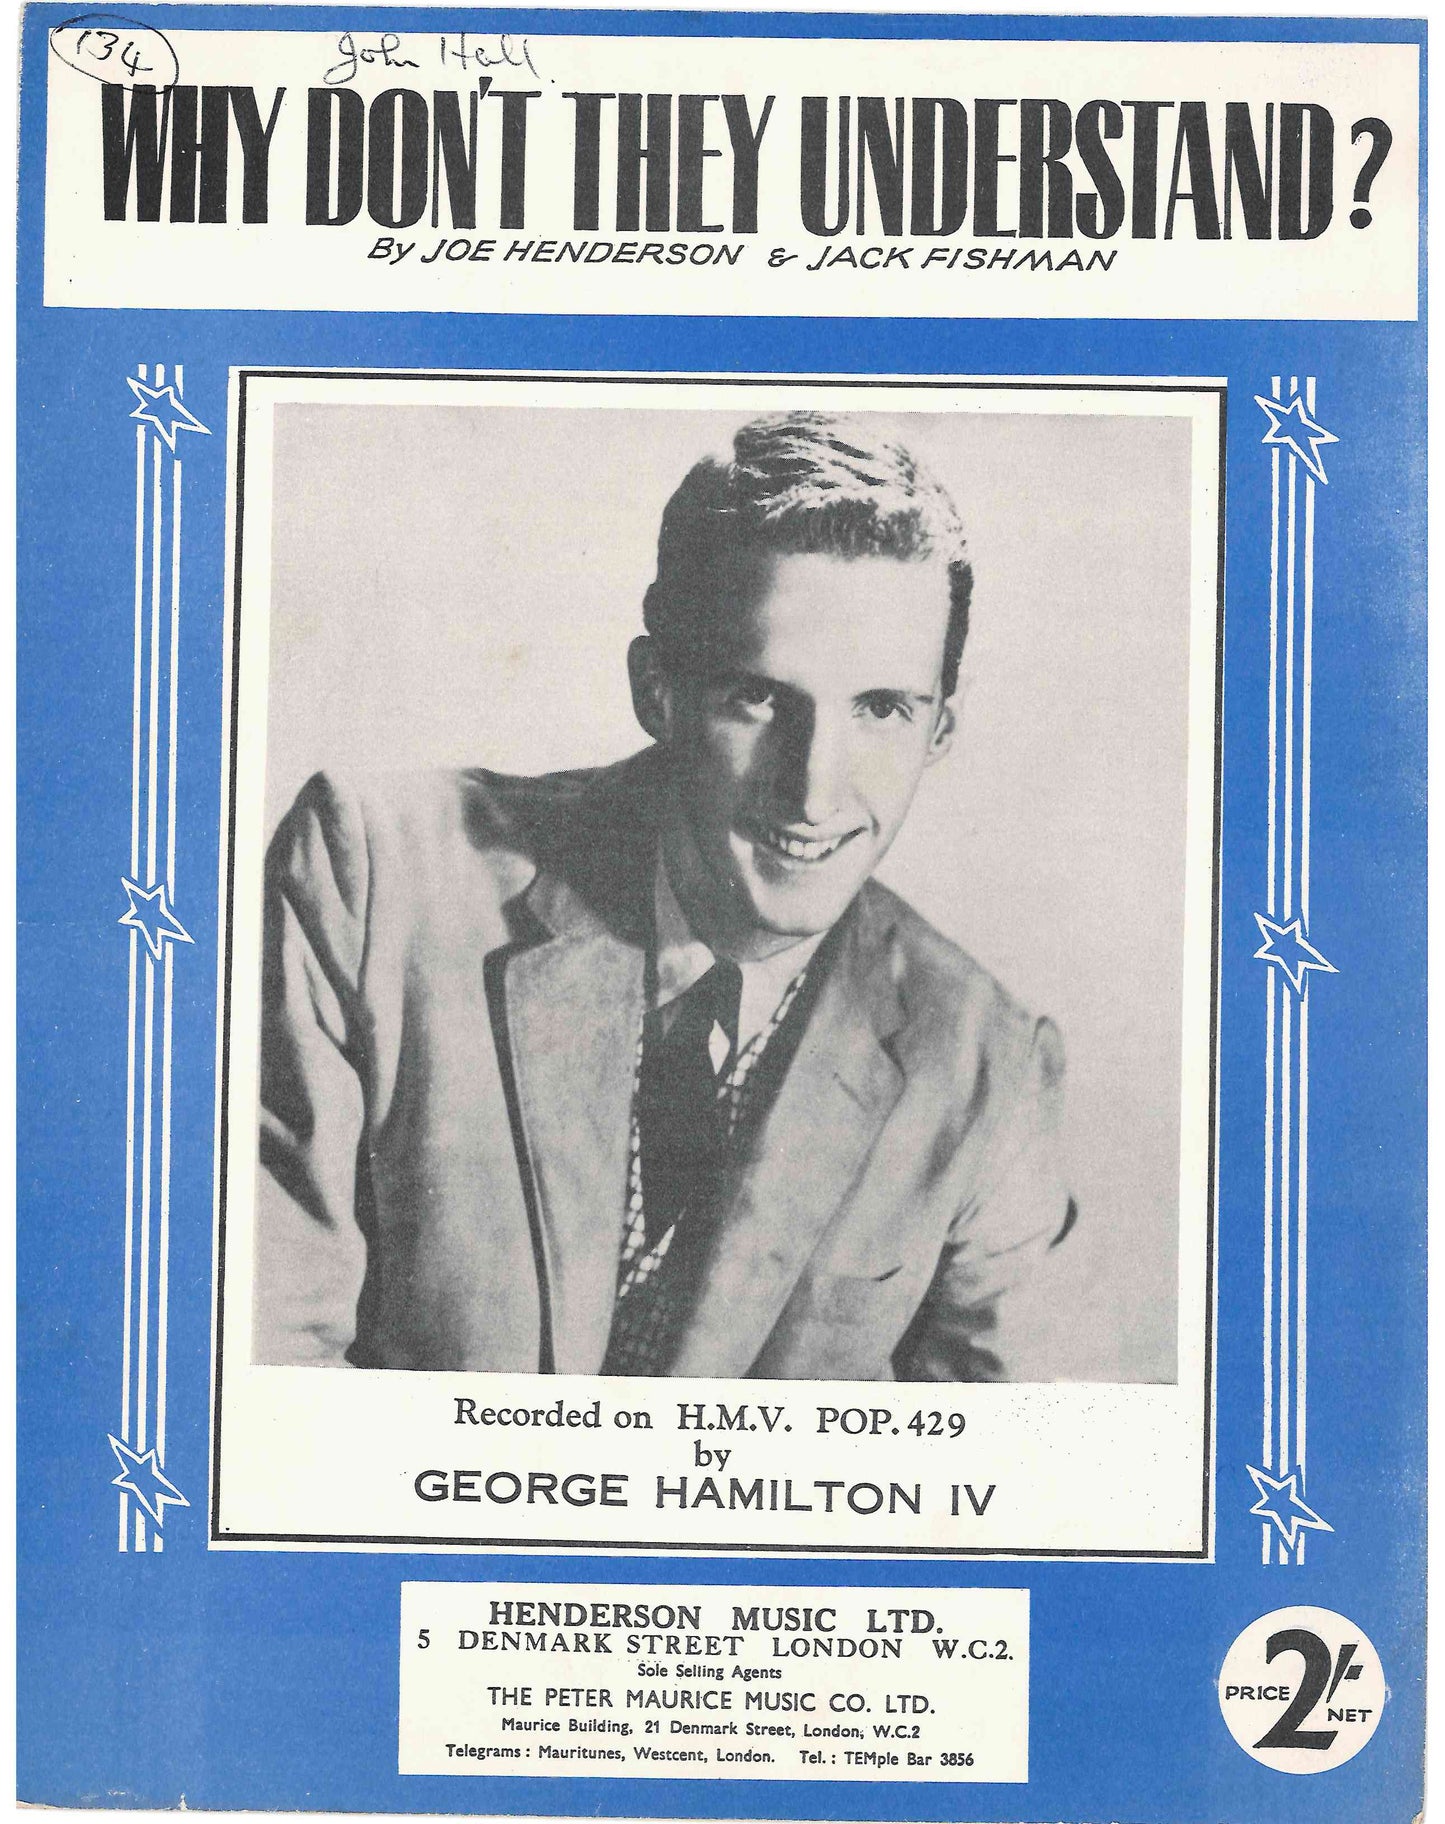 134
John Hall.
WHY DON'T THEY UNDERSTAND?
By JOE HENDERSON & JACK FISHMAN
Recorded on H.M.V. POP. 429
by
GEORGE HAMILTON IV
HENDERSON MUSIC LTD.
5 DENMARK STREET LONDON W.C.2.
Sole Selling Agents
THE PETER MAURICE MUSIC CO. LTD.
Maurice Building, 21 Denmark Street, London, W.C.2
Telegrams : Mauritunes, Westcent, London. Tel. : TEMple Bar 3856
PRICE 2/- NET